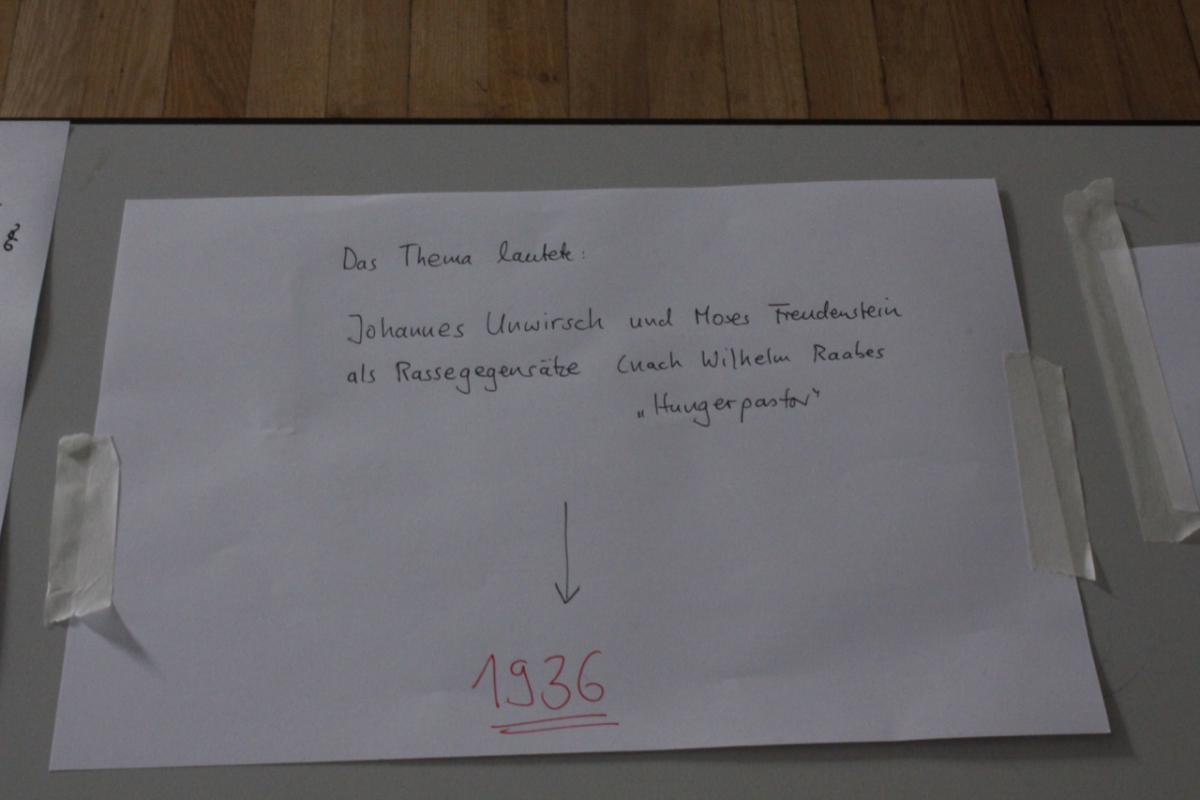 Das Thema lautete:
Johannes Unwirsch und Moses Freudenstein
als Rassegegensätze (nach Wilhelm Raabes
„Hungerpastor"
1936